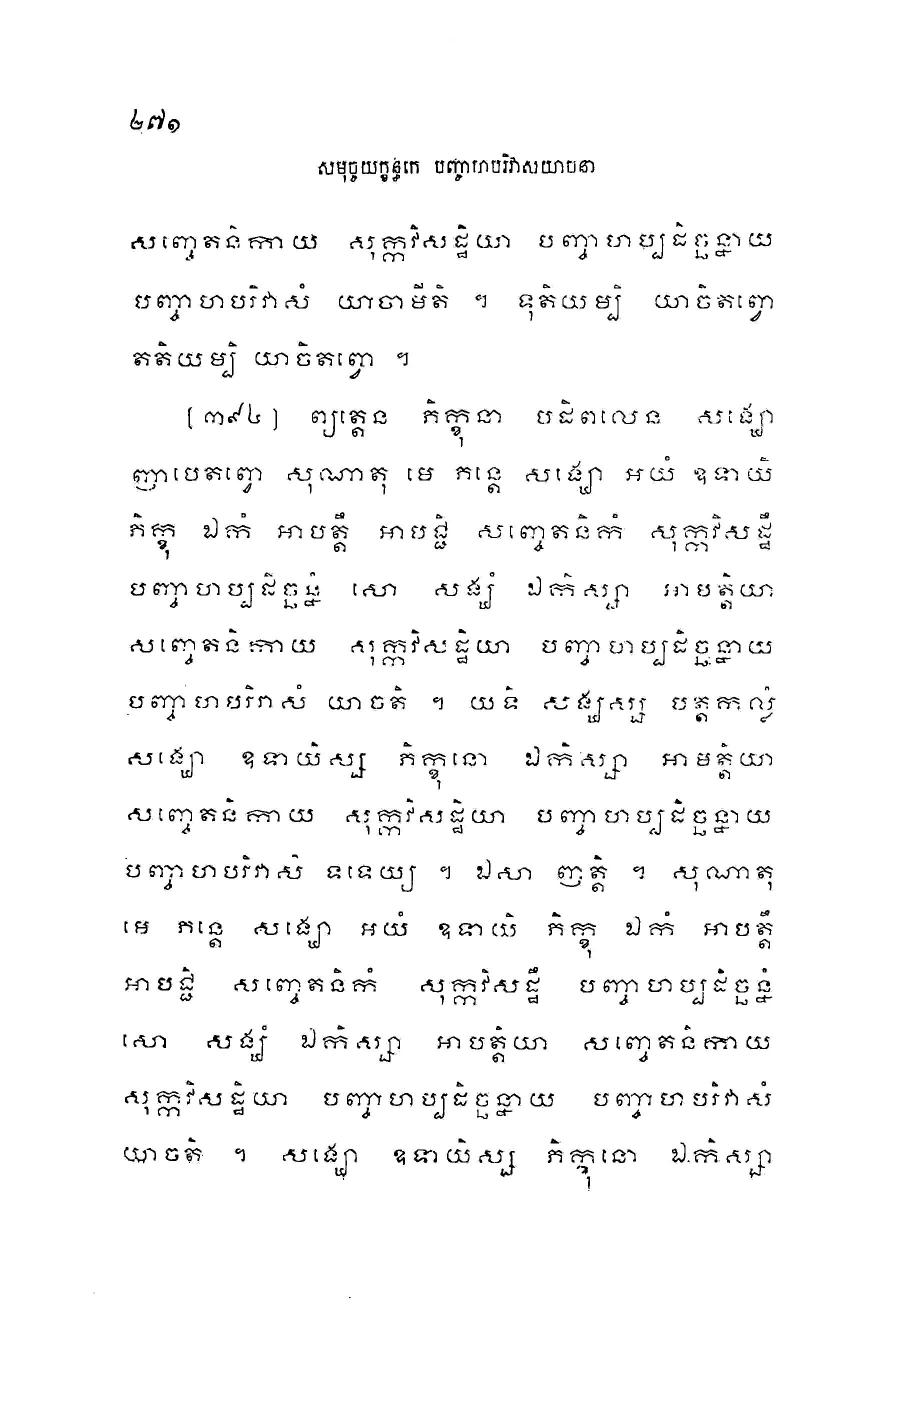 ២៧១
សមុច្ចយក្ខន្ធកេ បញ្ចាហបរិវាសយាចនា
សញ្ចេតនិកាយ សុក្កវិសដ្ឋិយា បញ្ចាហប្បដិច្ឆន្នាយ
បញ្ចាហបរិវាសំ យាចាមីតិ ។ ទុតិយម្បិ យាចិតព្វោ
តតិយម្បិ យាចិតព្វោ ។
[៣៩៤] ព្យត្តេន ភិក្ខុនា បដិពលេន សង្ឃោ
ញាបេតព្វោ សុណាតុ មេ ភន្តេ សង្ឃោ អយំ ឧទាយិ
ភិក្ខុ ឯកំ អាបត្តឹ អាបជ្ជិ សញ្ចេតនិកំ សុក្កវិសដ្ឋឹ
បញ្ចាហប្បដិច្ឆន្នំ សោ សង្ឃំ ឯកិស្សា អាបត្តិយា
សញ្ចេតនិកាយ សុក្កវិសដ្ឋិយា បញ្ចាហប្បដិច្ឆន្នាយ
បញ្ចាហបរិវាសំ យាចតិ ។ យទិ សង្ឃស្ស បត្តកល្លំ
សង្ឃោ ឧទាយិស្ស ភិក្ខុនោ ឯកិស្សា អាបត្តិយា
សញ្ចេតនិកាយ សុក្កវិសដ្ឋិយា បញ្ចាហប្បដិច្ឆន្នាយ
បញ្ចាហបរិវាសំ ទទេយ្យ ។ ឯសា ញត្តិ ។ សុណាតុ
មេ ភន្តេ សង្ឃោ អយំ ឧទាយិ ភិក្ខុ ឯកំ អាបត្តឹ
អាបជ្ជិ សញ្ចេតនិកំ សុក្កវិសដ្ឋឹ បញ្ចាហប្បដិច្ឆន្នំ
សោ សង្ឃំ ឯកិស្សា អាបត្តិយា សញ្ចេតនិកាយ
សុក្កវិសដ្ឋិយា បញ្ចាហប្បដិច្ឆន្នាយ បញ្ចាហបរិវាសំ
យាចតិ ។ សង្ឃោ ឧទាយិស្ស ភិក្ខុនោ ឯកិស្សា